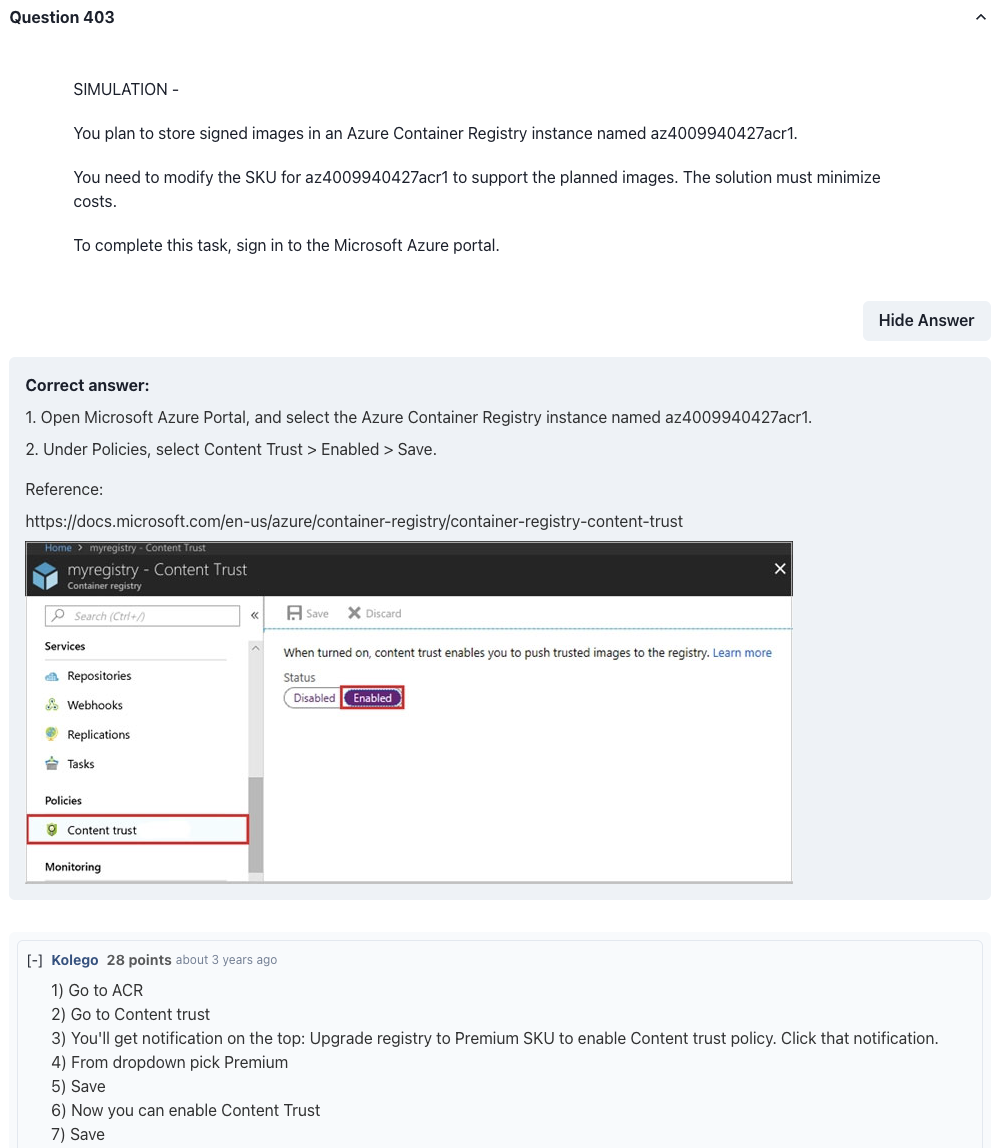 Question 403
SIMULATION -
You plan to store signed images in an Azure Container Registry instance named az4009940427acr1.
You need to modify the SKU for az4009940427acr1 to support the planned images. The solution must minimize
costs.
To complete this task, sign in to the Microsoft Azure portal.
Hide Answer
Correct answer:
1. Open Microsoft Azure Portal, and select the Azure Container Registry instance named az4009940427acr1.
2. Under Policies, select Content Trust > Enabled > Save.
Reference:
https://docs.microsoft.com/en-us/azure/container-registry/container-registry-content-trust
Home > myregistry - Content Trust
myregistry - Content Trust
Container registry
Search (Ctrl+/)
«
Save
Discard
Services
Repositories
Webhooks
Replications
Tasks
Policies
Content trust
Monitoring
When turned on, content trust enables you to push trusted images to the registry. Learn more
Status
Disabled Enabled
[-] Kolego 28 points about 3 years ago
1) Go to ACR
2) Go to Content trust
3) You'll get notification on the top: Upgrade registry to Premium SKU to enable Content trust policy. Click that notification.
4) From dropdown pick Premium
5) Save
6) Now you can enable Content Trust
7) Save